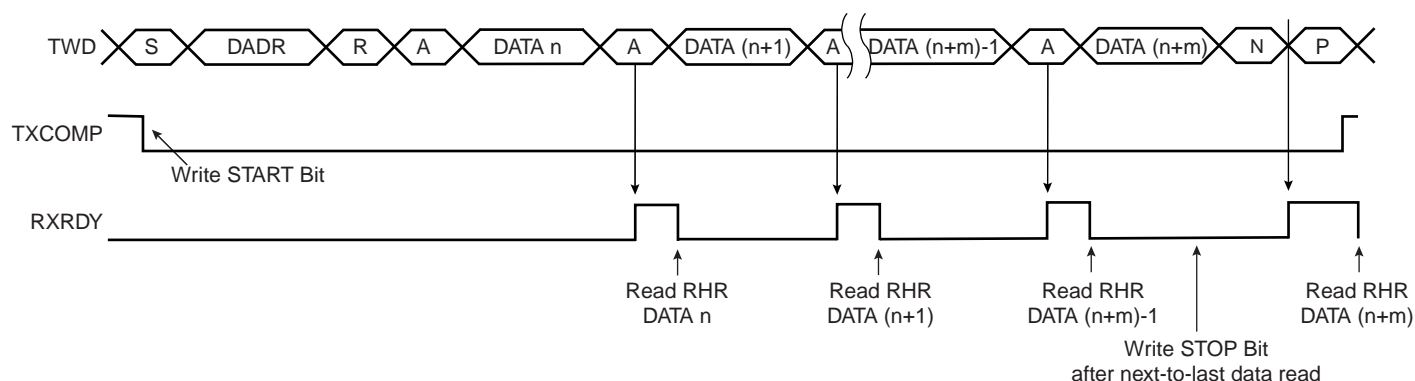 TWD S DADR R A DATA n A DATA (n+1) A DATA (n+m)-1 A DATA (n+m) N P
TXCOMP
Write START Bit
RXRDY
Read RHR
DATA n
Read RHR
DATA (n+1)
Read RHR
DATA (n+m)-1
Read RHR
DATA (n+m)
Write STOP Bit
after next-to-last data read